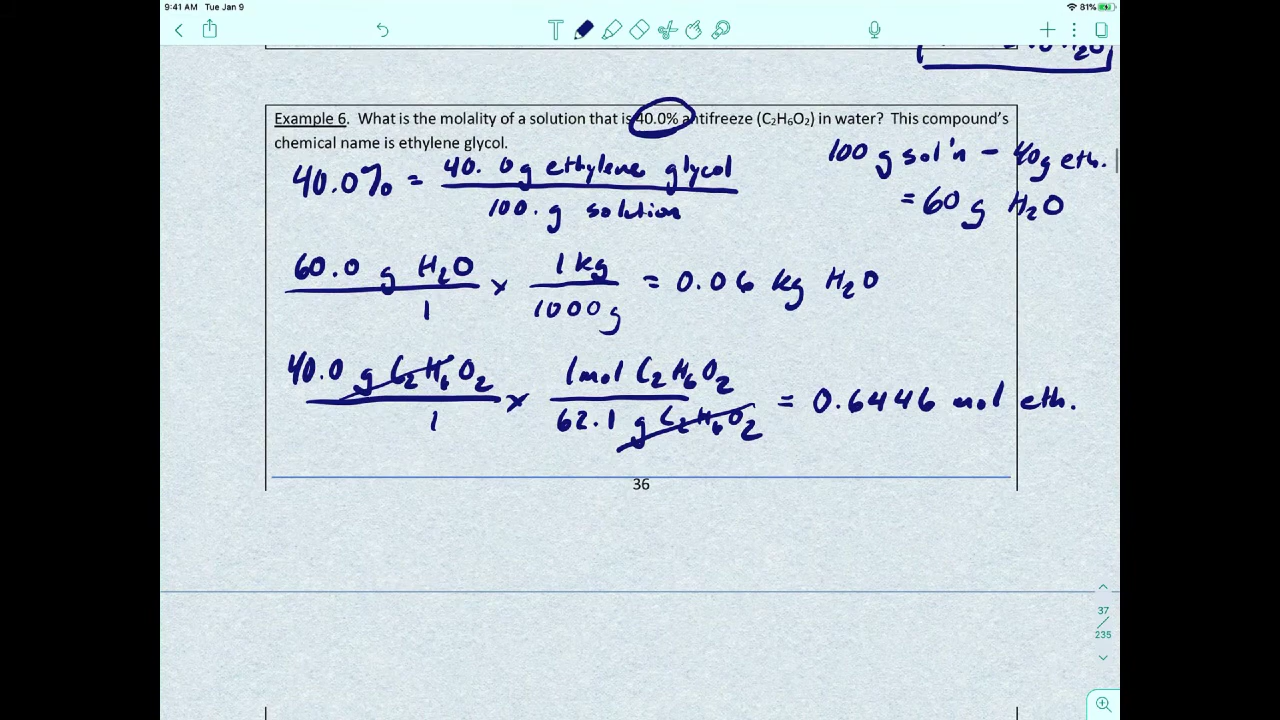 9:41 AM Tue Jan 9
81%
Example 6. What is the molality of a solution that is 40.0% antifreeze (C₂H₆O₂) in water? This compound's
chemical name is ethylene glycol.
40.0% = 40.0g ethylene glycol / 100. g solution
100 g sol'n - 40g eth.
= 60 g H₂O
60.0 g H₂O / 1 × 1 kg / 1000 g = 0.06 kg H₂O
40.0 g C₂H₆O₂ / 1 × 1 mol C₂H₆O₂ / 62.1 g C₂H₆O₂ = 0.6446 mol eth.
36
37
/
235